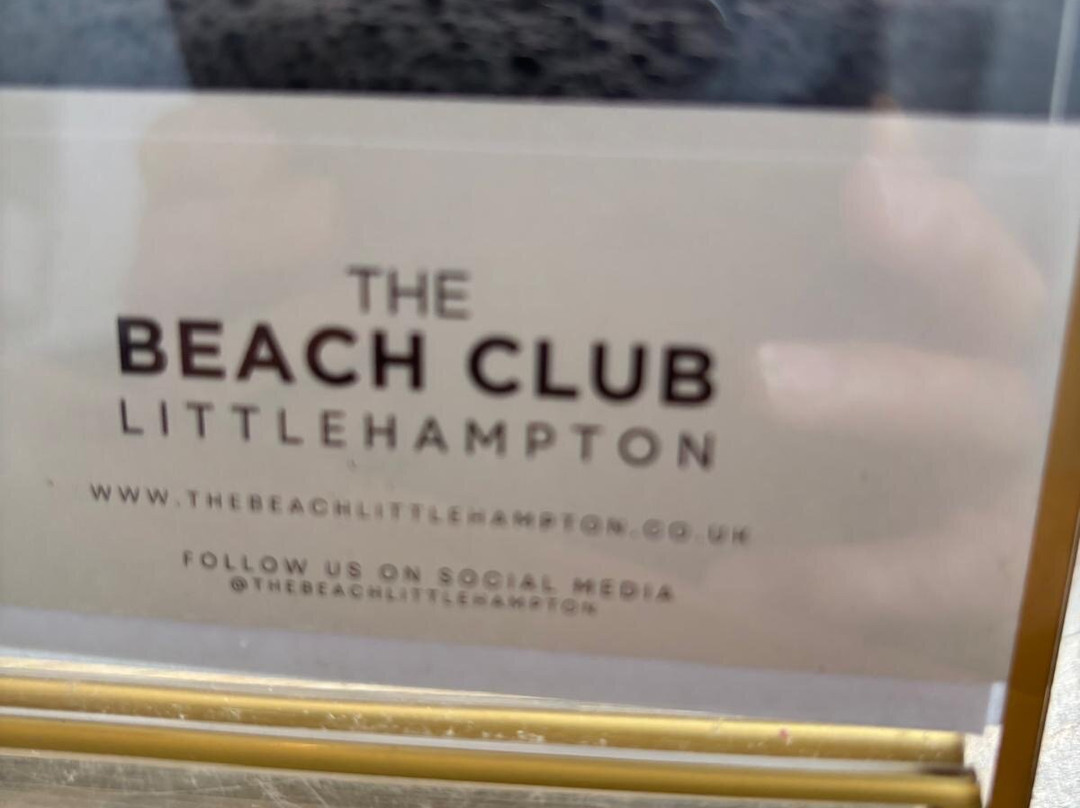 THE
BEACH CLUB
LITTLEHAMPTON
WWW.THEBEACHLITTLEHAMPTON.CO.UK
FOLLOW US ON SOCIAL MEDIA
@THEBEACHLITTLEHAMPTON